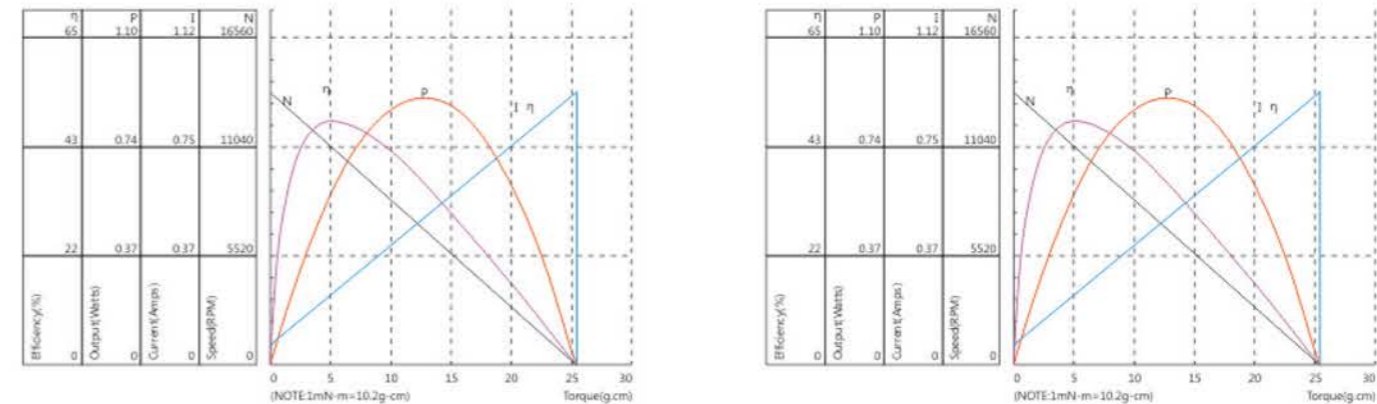 η P I N
65 1.10 1.12 16560
43 0.74 0.75 11040
22 0.37 0.37 5520
Efficiency(%) Output(Watts) Current(Amps) Speed(RPM)
0 0 0 0
N η P I η
0 5 10 15 20 25 30
(NOTE:1mN·m=10.2g·cm) Torque(g.cm)
η P I N
65 1.10 1.12 16560
43 0.74 0.75 11040
22 0.37 0.37 5520
Efficiency(%) Output(Watts) Current(Amps) Speed(RPM)
0 0 0 0
N η P I η
0 5 10 15 20 25 30
(NOTE:1mN·m=10.2g·cm) Torque(g.cm)